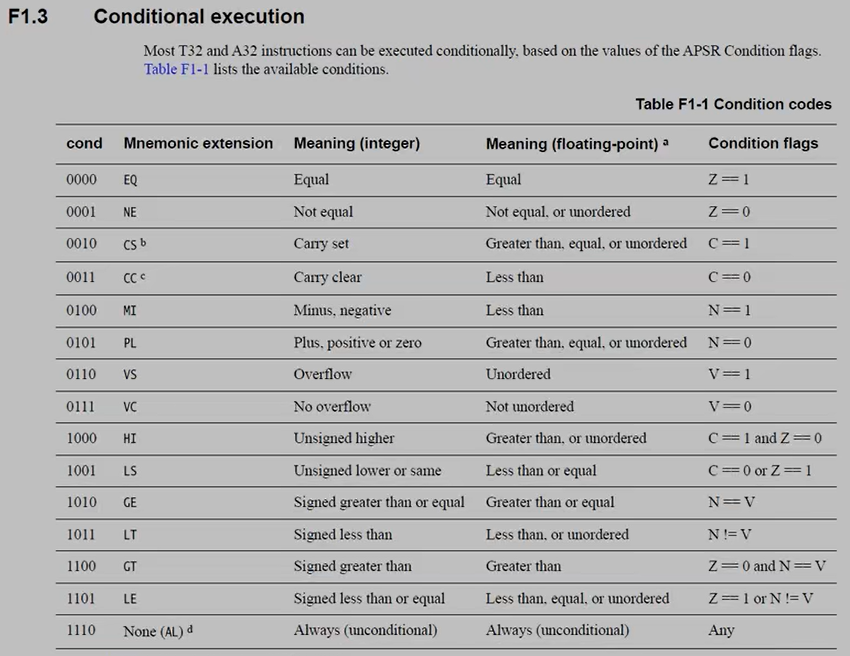 F1.3 Conditional execution
Most T32 and A32 instructions can be executed conditionally, based on the values of the APSR Condition flags.
Table F1-1 lists the available conditions.
Table F1-1 Condition codes
cond Mnemonic extension Meaning (integer) Meaning (floating-point) a Condition flags
0000 EQ Equal Equal Z == 1
0001 NE Not equal Not equal, or unordered Z == 0
0010 CS b Carry set Greater than, equal, or unordered C == 1
0011 CC c Carry clear Less than C == 0
0100 MI Minus, negative Less than N == 1
0101 PL Plus, positive or zero Greater than, equal, or unordered N == 0
0110 VS Overflow Unordered V == 1
0111 VC No overflow Not unordered V == 0
1000 HI Unsigned higher Greater than, or unordered C == 1 and Z == 0
1001 LS Unsigned lower or same Less than or equal C == 0 or Z == 1
1010 GE Signed greater than or equal Greater than or equal N == V
1011 LT Signed less than Less than, or unordered N != V
1100 GT Signed greater than Greater than Z == 0 and N == V
1101 LE Signed less than or equal Less than, equal, or unordered Z == 1 or N != V
1110 None (AL) d Always (unconditional) Always (unconditional) Any